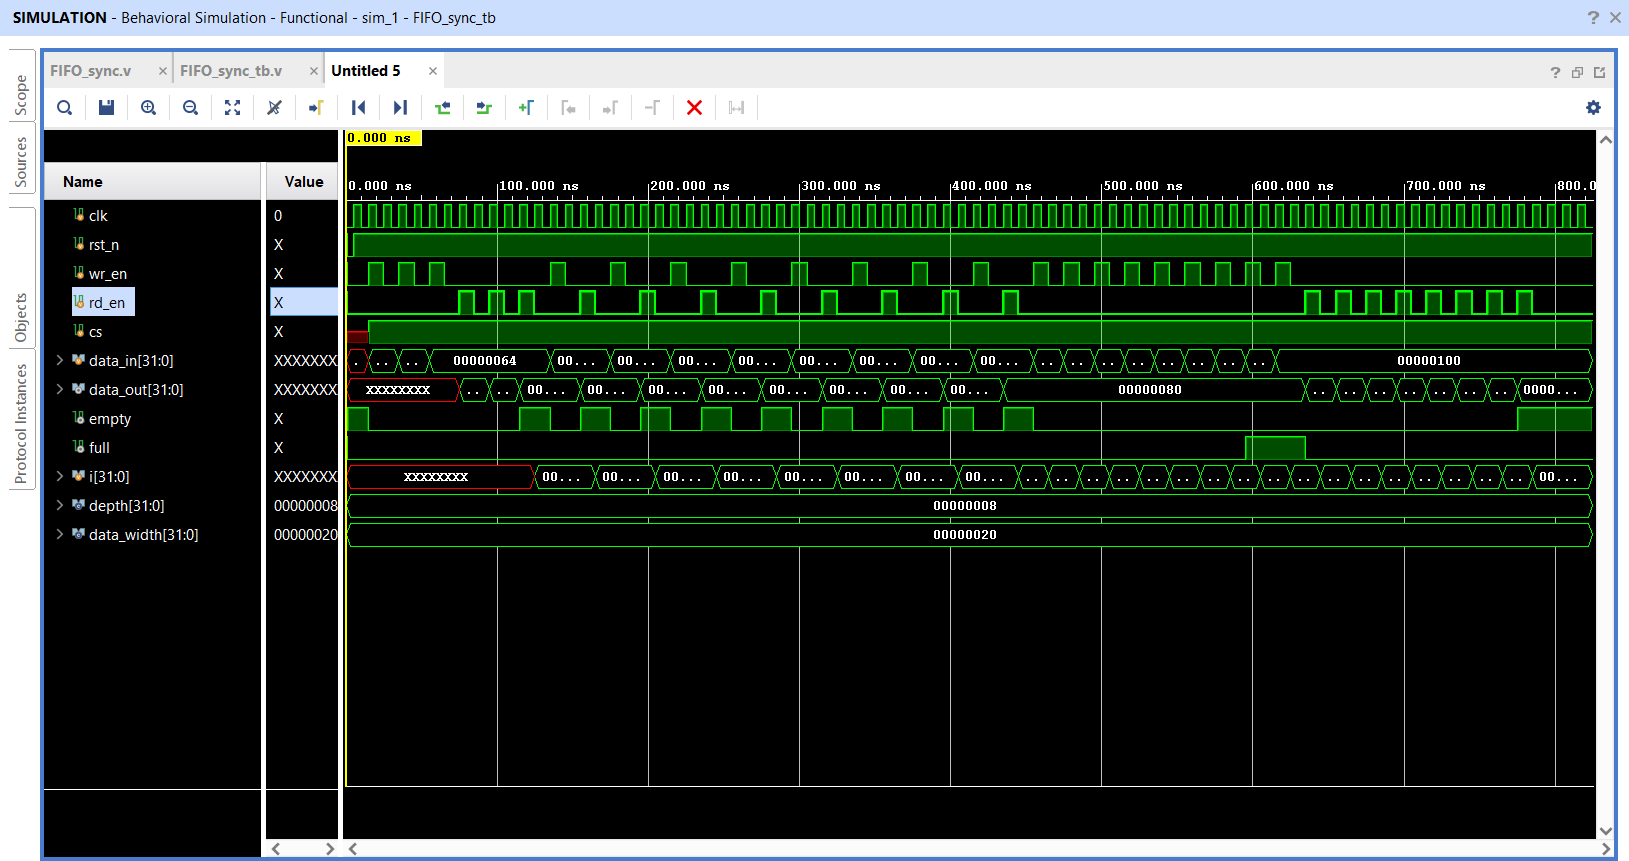 SIMULATION - Behavioral Simulation - Functional - sim_1 - FIFO_sync_tb
Scope
Sources
Objects
Protocol Instances
FIFO_sync.v
FIFO_sync_tb.v
Untitled 5
0.000 ns
Name Value
0.000 ns 100.000 ns 200.000 ns 300.000 ns 400.000 ns 500.000 ns 600.000 ns 700.000 ns 800.0
clk 0
rst_n X
wr_en X
rd_en X
cs X
data_in[31:0] XXXXXXX . .. .. 00000064 00... 00... 00... 00... 00... 00... 00... 00... .. .. .. .. .. .. .. .. 00000100
data_out[31:0] XXXXXXX XXXXXXXX .. .. 00... 00... 00... 00... 00... 00... 00... 00... 00000080 .. .. .. .. .. .. .. 0000...
empty X
full X
i[31:0] XXXXXXX XXXXXXXX 00... 00... 00... 00... 00... 00... 00... 00... .. .. .. .. .. .. .. .. .. .. .. .. .. .. .. .. .. 00...
depth[31:0] 00000008 00000008
data_width[31:0] 00000020 00000020